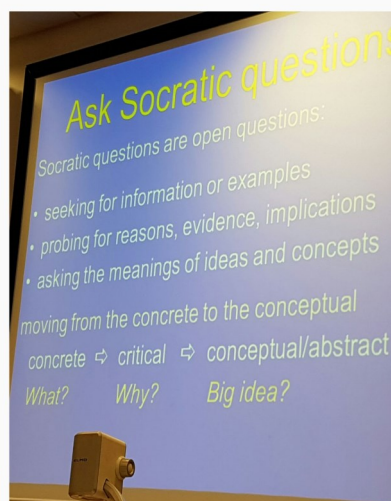 Ask Socratic questions
Socratic questions are open questions:
• seeking for information or examples
• probing for reasons, evidence, implications
• asking the meanings of ideas and concepts
moving from the concrete to the conceptual
concrete ⇨ critical ⇨ conceptual/abstract
What? Why? Big idea?